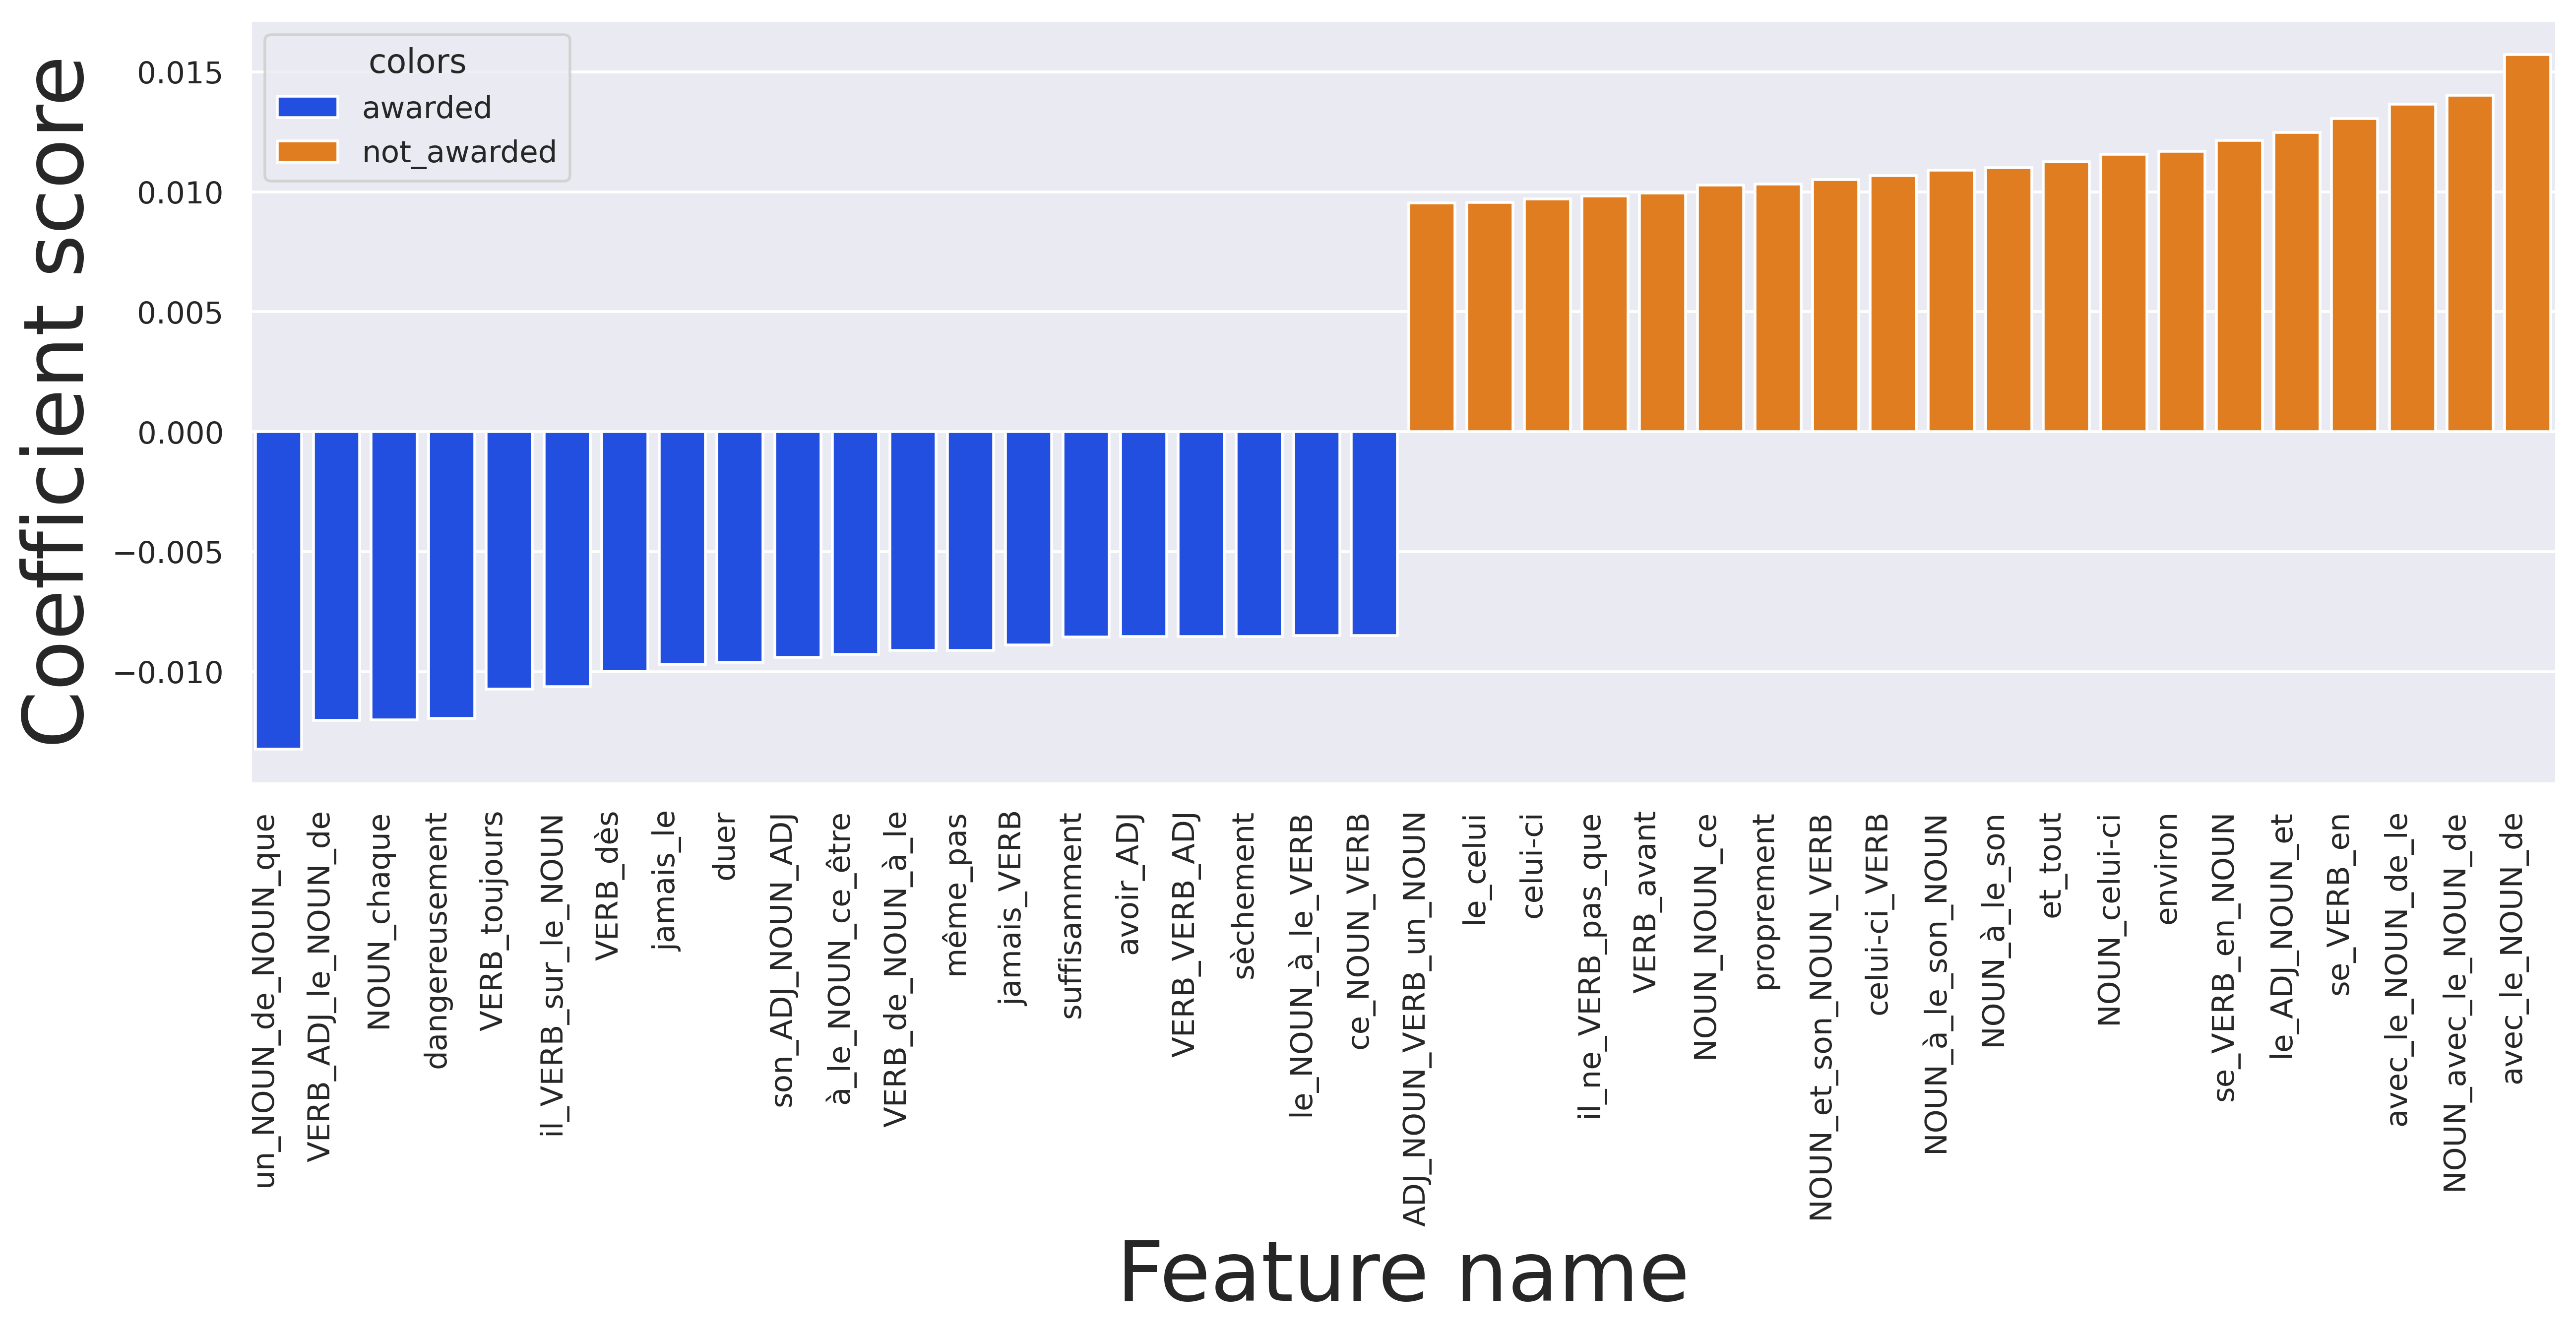 Coefficient score
0.015
0.010
0.005
0.000
−0.005
−0.010
colors
awarded
not_awarded
un_NOUN_de_NOUN_que
VERB_ADJ_le_NOUN_de
NOUN_chaque
dangereusement
VERB_toujours
il_VERB_sur_le_NOUN
VERB_dès
jamais_le
duer
son_ADJ_NOUN_ADJ
à_le_NOUN_ce_être
VERB_de_NOUN_à_le
même_pas
jamais_VERB
suffisamment
avoir_ADJ
VERB_VERB_ADJ
sèchement
le_NOUN_à_le_VERB
ce_NOUN_VERB
ADJ_NOUN_VERB_un_NOUN
le_celui
celui-ci
il_ne_VERB_pas_que
VERB_avant
NOUN_NOUN_ce
proprement
NOUN_et_son_NOUN_VERB
celui-ci_VERB
NOUN_à_le_son_NOUN
NOUN_à_le_son
et_tout
NOUN_celui-ci
environ
se_VERB_en_NOUN
le_ADJ_NOUN_et
se_VERB_en
avec_le_NOUN_de_le
NOUN_avec_le_NOUN_de
avec_le_NOUN_de
Feature name